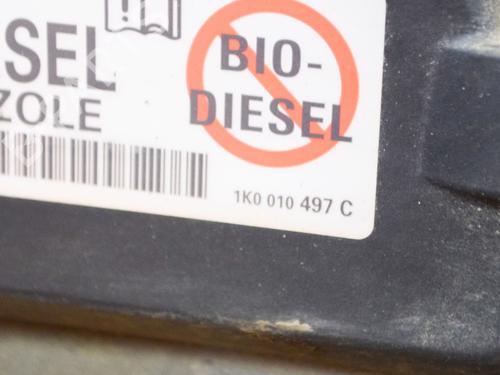 SEL
BIO-
ZOLE
DIESEL
1K0 010 497 C